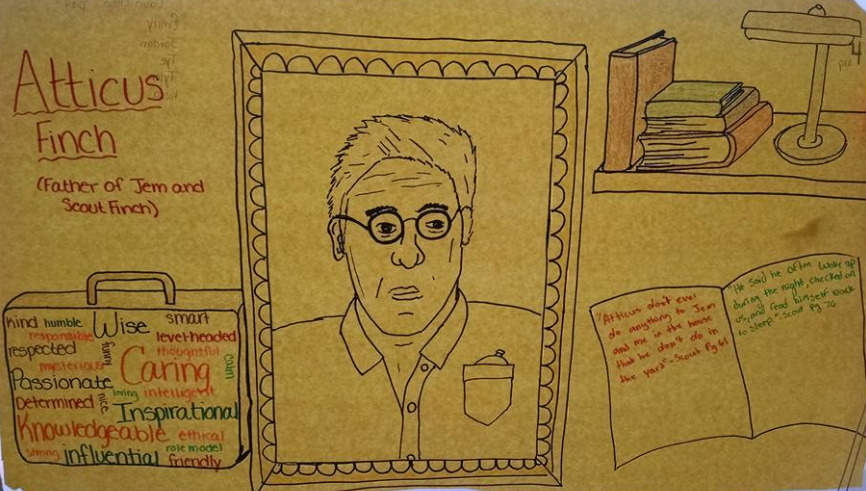 Atticus
Finch
(Father of Jem and
Scout Finch)
kind humble Wise smart
responsible level-headed
respected funny thoughtful
mysterious Caring calm
Passionate loving intelligent
Determined nice Inspirational
Knowledgeable ethical
strong influential role model
friendly
"Atticus don't ever
do anything to Jem
and me in the house
that he don't do in
the yard"-Scout Pg 61
"He said he often woke up
during the night, checked on
us, and read himself back
to sleep."-Scout pg 76
Emily
Jordan